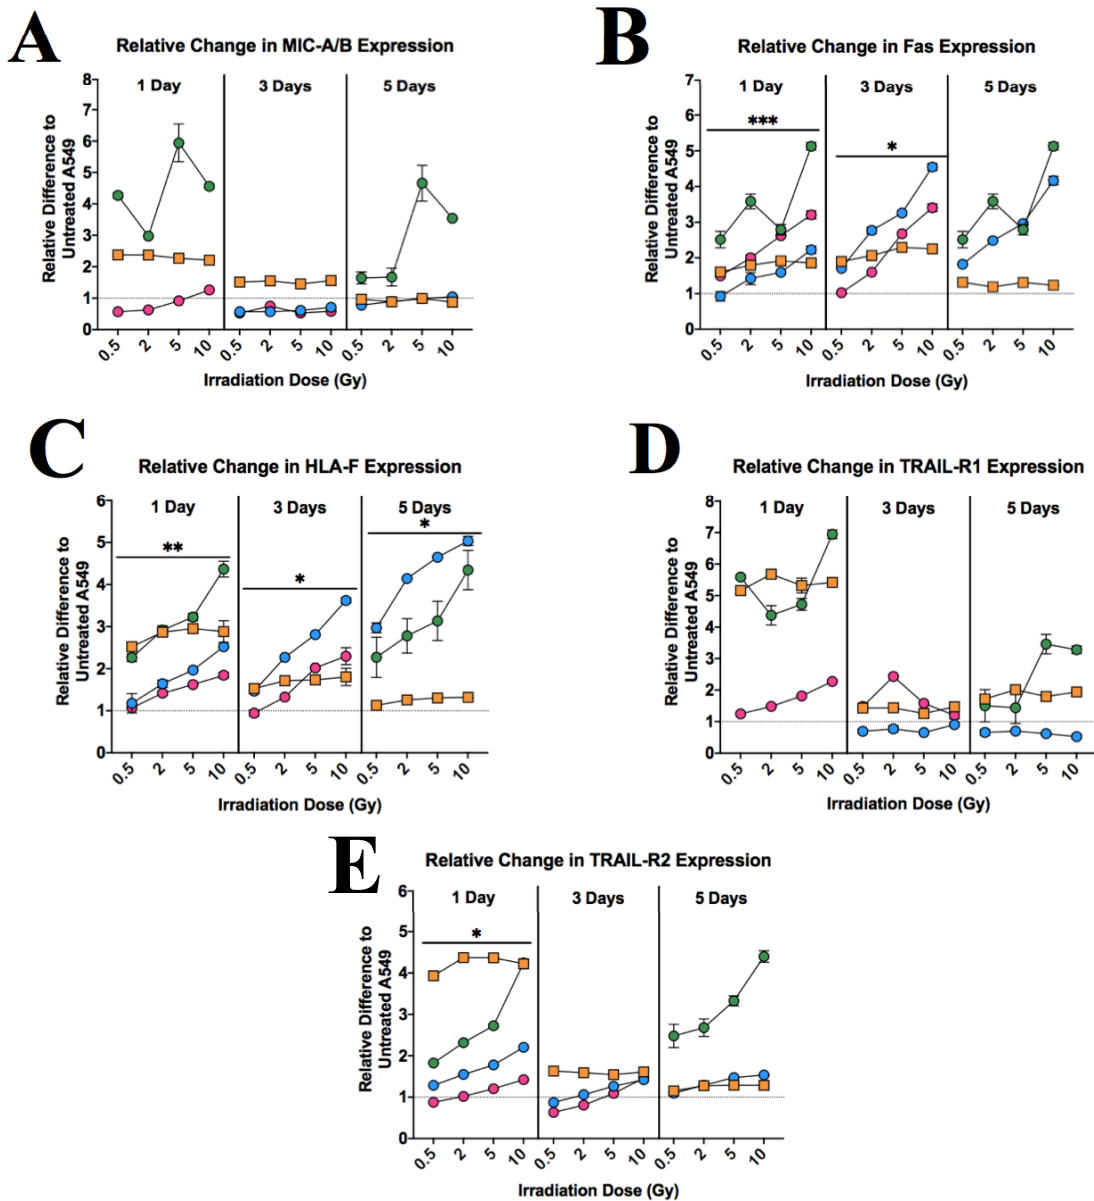 A
Relative Change in MIC-A/B Expression
1 Day
3 Days
5 Days
Relative Difference to
Untreated A549
8
7
6
5
4
3
2
1
0
0.5
2
5
10
0.5
2
5
10
0.5
2
5
10
Irradiation Dose (Gy)
B
Relative Change in Fas Expression
1 Day
3 Days
5 Days
***
*
Relative Difference to
Untreated A549
7
6
5
4
3
2
1
0
0.5
2
5
10
0.5
2
5
10
0.5
2
5
10
Irradiation Dose (Gy)
C
Relative Change in HLA-F Expression
1 Day
3 Days
5 Days
**
*
*
Relative Difference to
Untreated A549
6
5
4
3
2
1
0
0.5
2
5
10
0.5
2
5
10
0.5
2
5
10
Irradiation Dose (Gy)
D
Relative Change in TRAIL-R1 Expression
1 Day
3 Days
5 Days
Relative Difference to
Untreated A549
8
7
6
5
4
3
2
1
0
0.5
2
5
10
0.5
2
5
10
0.5
2
5
10
Irradiation Dose (Gy)
E
Relative Change in TRAIL-R2 Expression
1 Day
3 Days
5 Days
*
Relative Difference to
Untreated A549
6
5
4
3
2
1
0
0.5
2
5
10
0.5
2
5
10
0.5
2
5
10
Irradiation Dose (Gy)